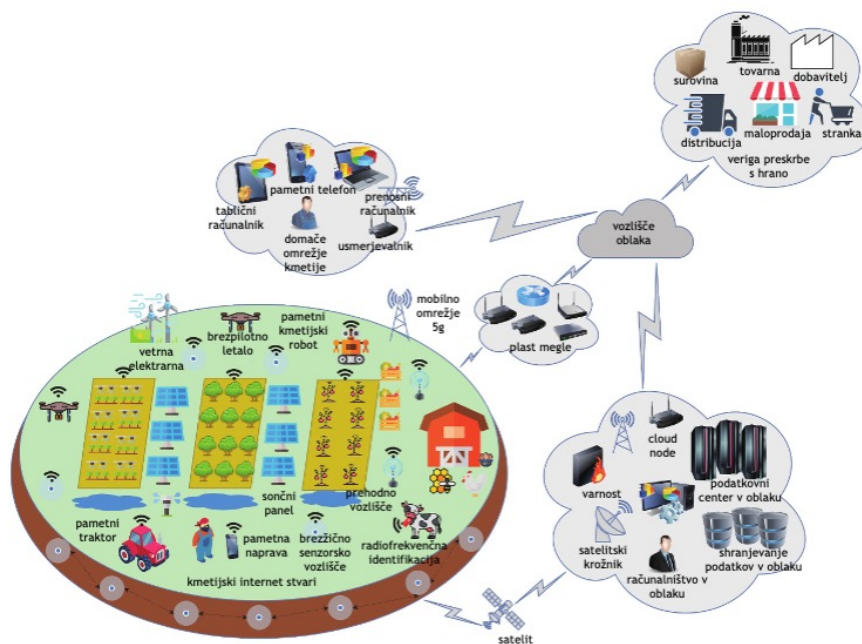 surovina
tovarna
dobavitelj
distribucija
maloprodaja
stranka
veriga preskrbe
s hrano
pametni telefon
tablični
računalnik
prenosni
računalnik
domače
omrežje
kmetije
usmerjevalnik
vozlišče
oblaka
mobilno
omrežje
5g
plast megle
vetrna
elektrarna
brezpilotno
letalo
pametni
kmetijski
robot
sončni
panel
prehodno
vozlišče
pametni
traktor
pametna
naprava
brezžično
senzorsko
vozlišče
radiofrekvenčna
identifikacija
kmetijski internet stvari
satelit
cloud
node
varnost
podatkovni
center v oblaku
satelitski
krožnik
računalništvo v
oblaku
shranjevanje
podatkov v oblaku